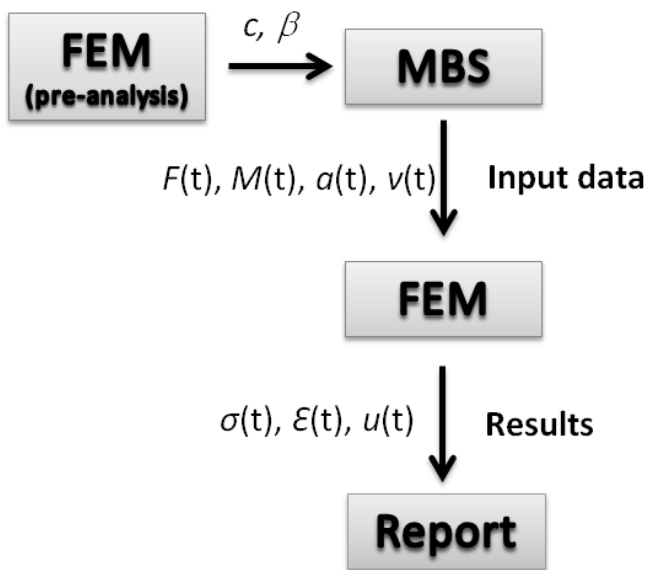 FEM
(pre-analysis)
c, β
MBS
F(t), M(t), a(t), v(t)
Input data
FEM
σ(t), Ɛ(t), u(t)
Results
Report